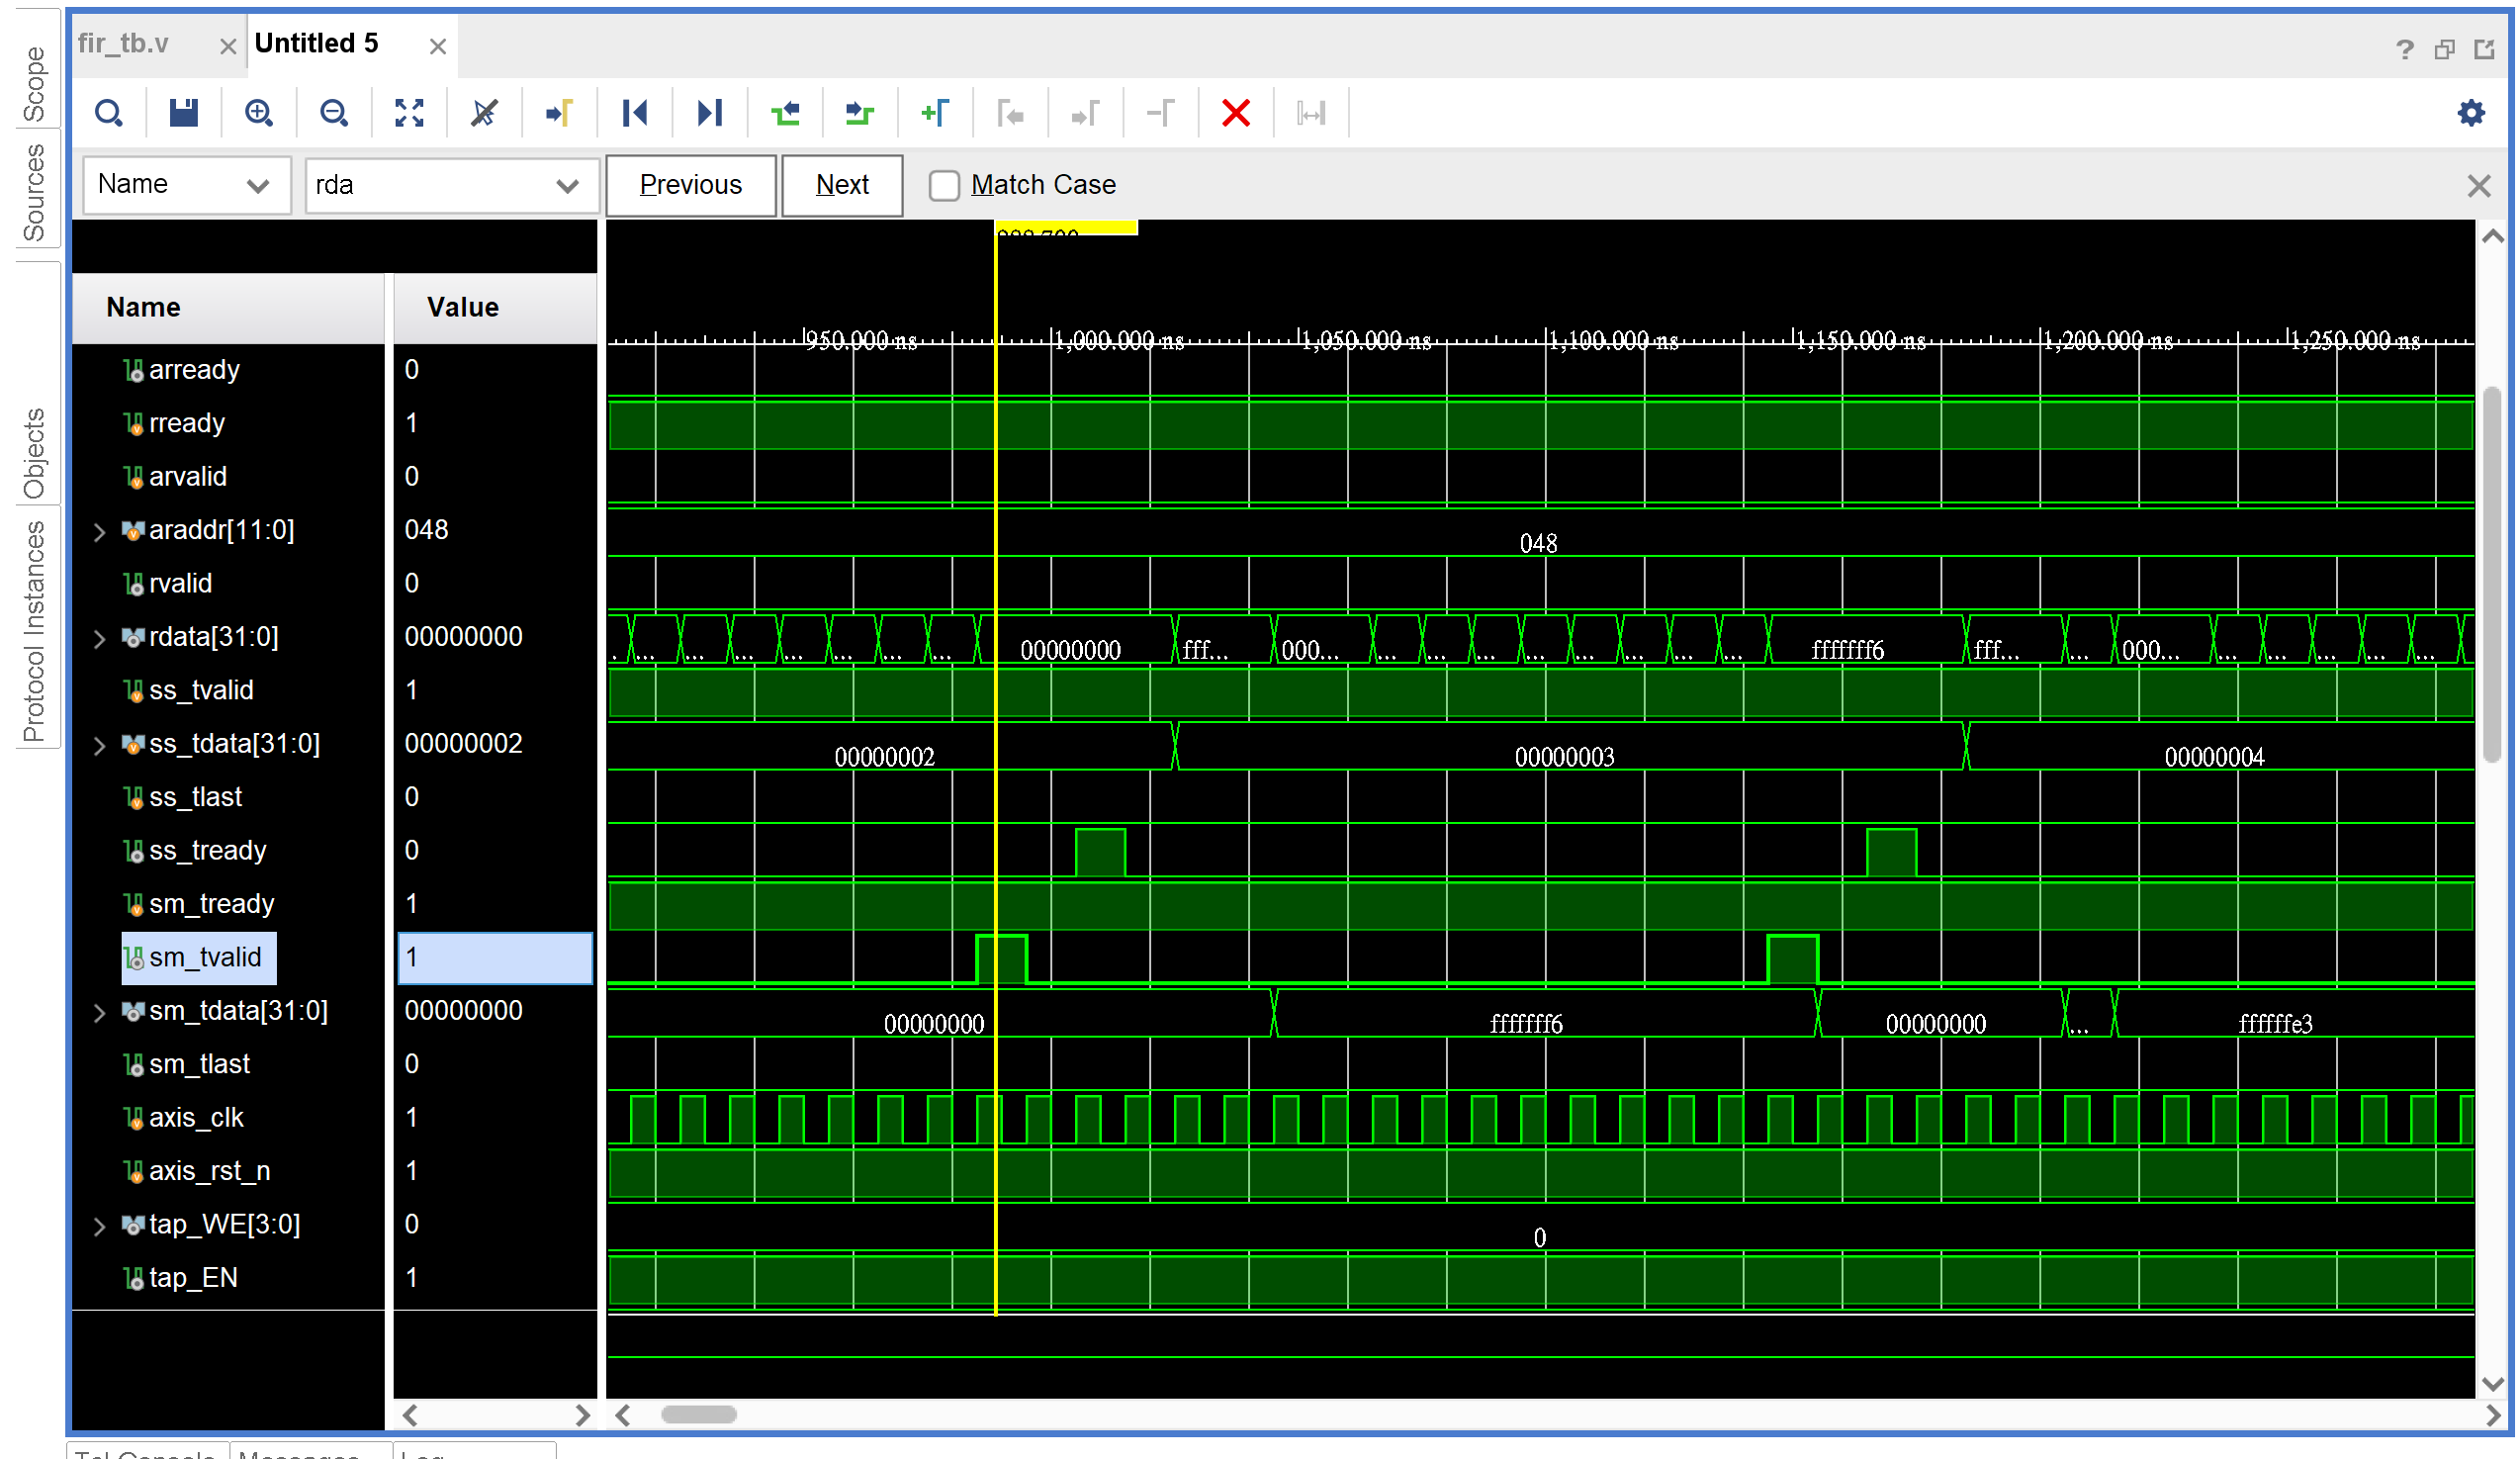 Scope
Sources
Objects
Protocol Instances
fir_tb.v
Untitled 5
Name rda Previous Next Match Case
Name Value
950.000 ns 1,000.000 ns 1,050.000 ns 1,100.000 ns 1,150.000 ns 1,200.000 ns 1,250.000 ns
arready 0
rready 1
arvalid 0
araddr[11:0] 048 048
rvalid 0
rdata[31:0] 00000000 . ... ... ... ... ... ... ... 00000000 fff... 000... ... ... ... ... ... ... ... ... fffffff6 fff... ... 000... ... ... ... ... ...
ss_tvalid 1
ss_tdata[31:0] 00000002 00000002 00000003 00000004
ss_tlast 0
ss_tready 0
sm_tready 1
sm_tvalid 1
sm_tdata[31:0] 00000000 00000000 fffffff6 00000000 ... ffffffe3
sm_tlast 0
axis_clk 1
axis_rst_n 1
tap_WE[3:0] 0 0
tap_EN 1
Tcl Console Messages Log